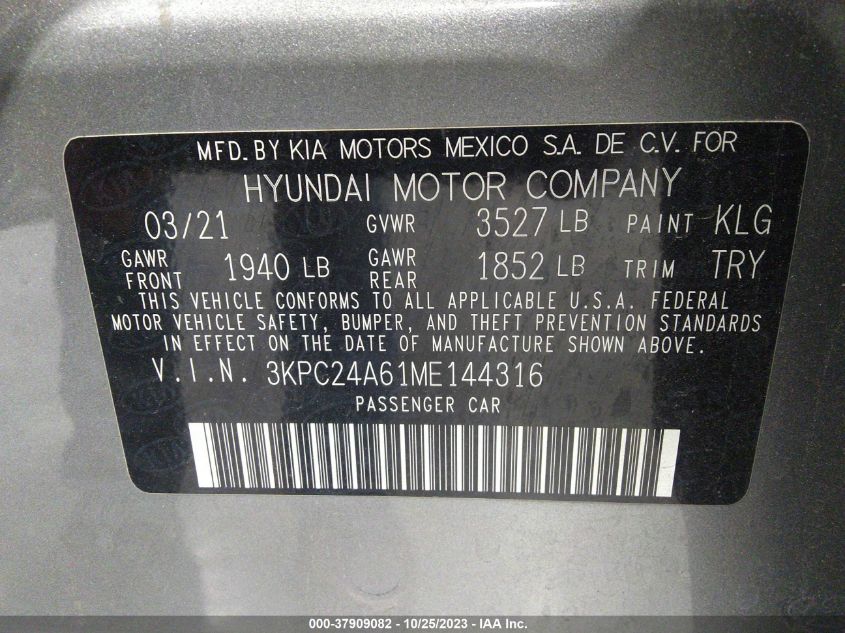 MFD. BY KIA MOTORS MEXICO S.A. DE C.V. FOR
HYUNDAI MOTOR COMPANY
03/21 GVWR 3527 LB PAINT KLG
GAWR FRONT 1940 LB GAWR REAR 1852 LB TRIM TRY
THIS VEHICLE CONFORMS TO ALL APPLICABLE U.S.A. FEDERAL
MOTOR VEHICLE SAFETY, BUMPER, AND THEFT PREVENTION STANDARDS
IN EFFECT ON THE DATE OF MANUFACTURE SHOWN ABOVE.
V.I.N. 3KPC24A61ME144316
PASSENGER CAR
000-37909082 - 10/25/2023 - IAA Inc.